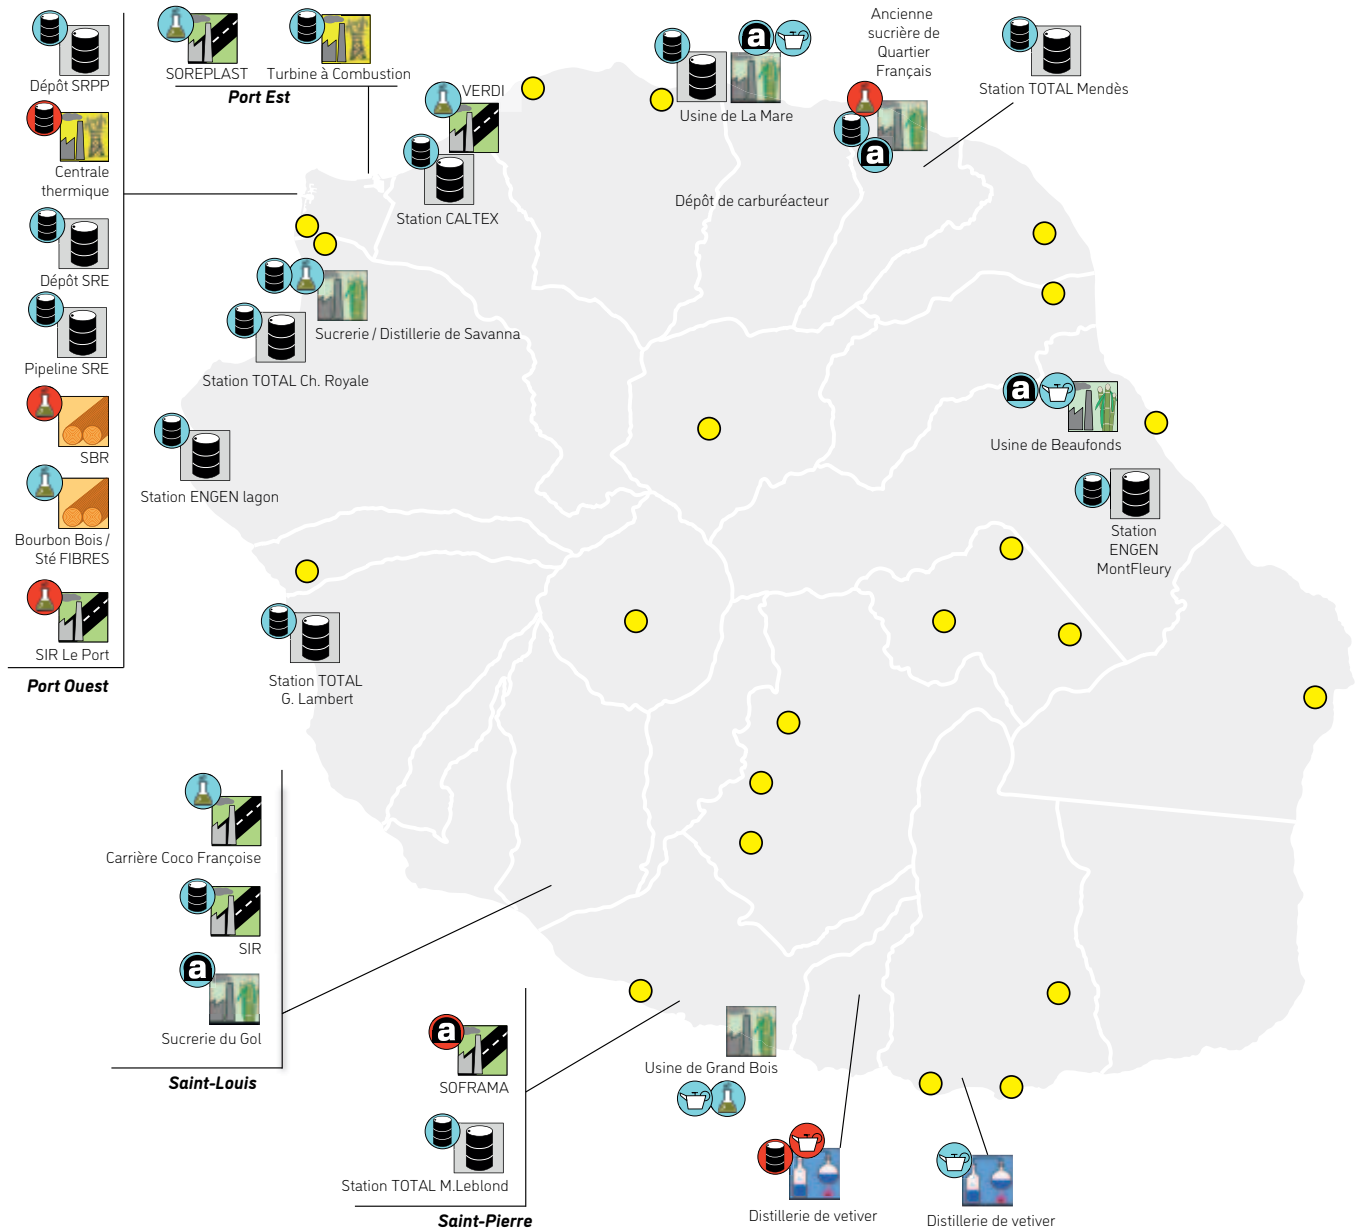 Dépôt SRPP
Centrale
thermique
Dépôt SRE
Pipeline SRE
SBR
Bourbon Bois /
Sté FIBRES
SIR Le Port
Port Ouest
SOREPLAST
Turbine à Combustion
Port Est
VERDI
Station CALTEX
Usine de La Mare
a
Ancienne
sucrière de
Quartier
Français
a
Station TOTAL Mendès
Dépôt de carburéacteur
Sucrerie / Distillerie de Savanna
Station TOTAL Ch. Royale
Station ENGEN lagon
a
Usine de Beaufonds
Station
ENGEN
MontFleury
Station TOTAL
G. Lambert
Carrière Coco Françoise
SIR
a
Sucrerie du Gol
Saint-Louis
a
SOFRAMA
Station TOTAL M.Leblond
Saint-Pierre
Usine de Grand Bois
Distillerie de vetiver
Distillerie de vetiver